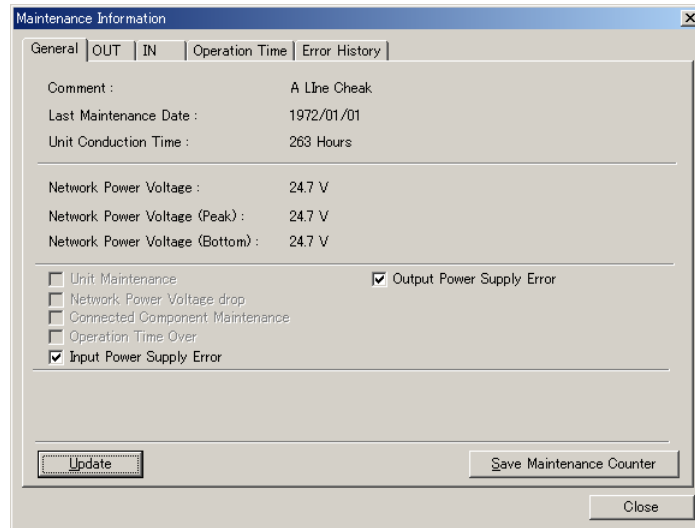 Maintenance Information
General OUT IN Operation Time Error History
Comment : A LIne Cheak
Last Maintenance Date : 1972/01/01
Unit Conduction Time : 263 Hours
Network Power Voltage : 24.7 V
Network Power Voltage (Peak) : 24.7 V
Network Power Voltage (Bottom) : 24.7 V
Unit Maintenance Output Power Supply Error
Network Power Voltage drop
Connected Component Maintenance
Operation Time Over
Input Power Supply Error
Update Save Maintenance Counter
Close